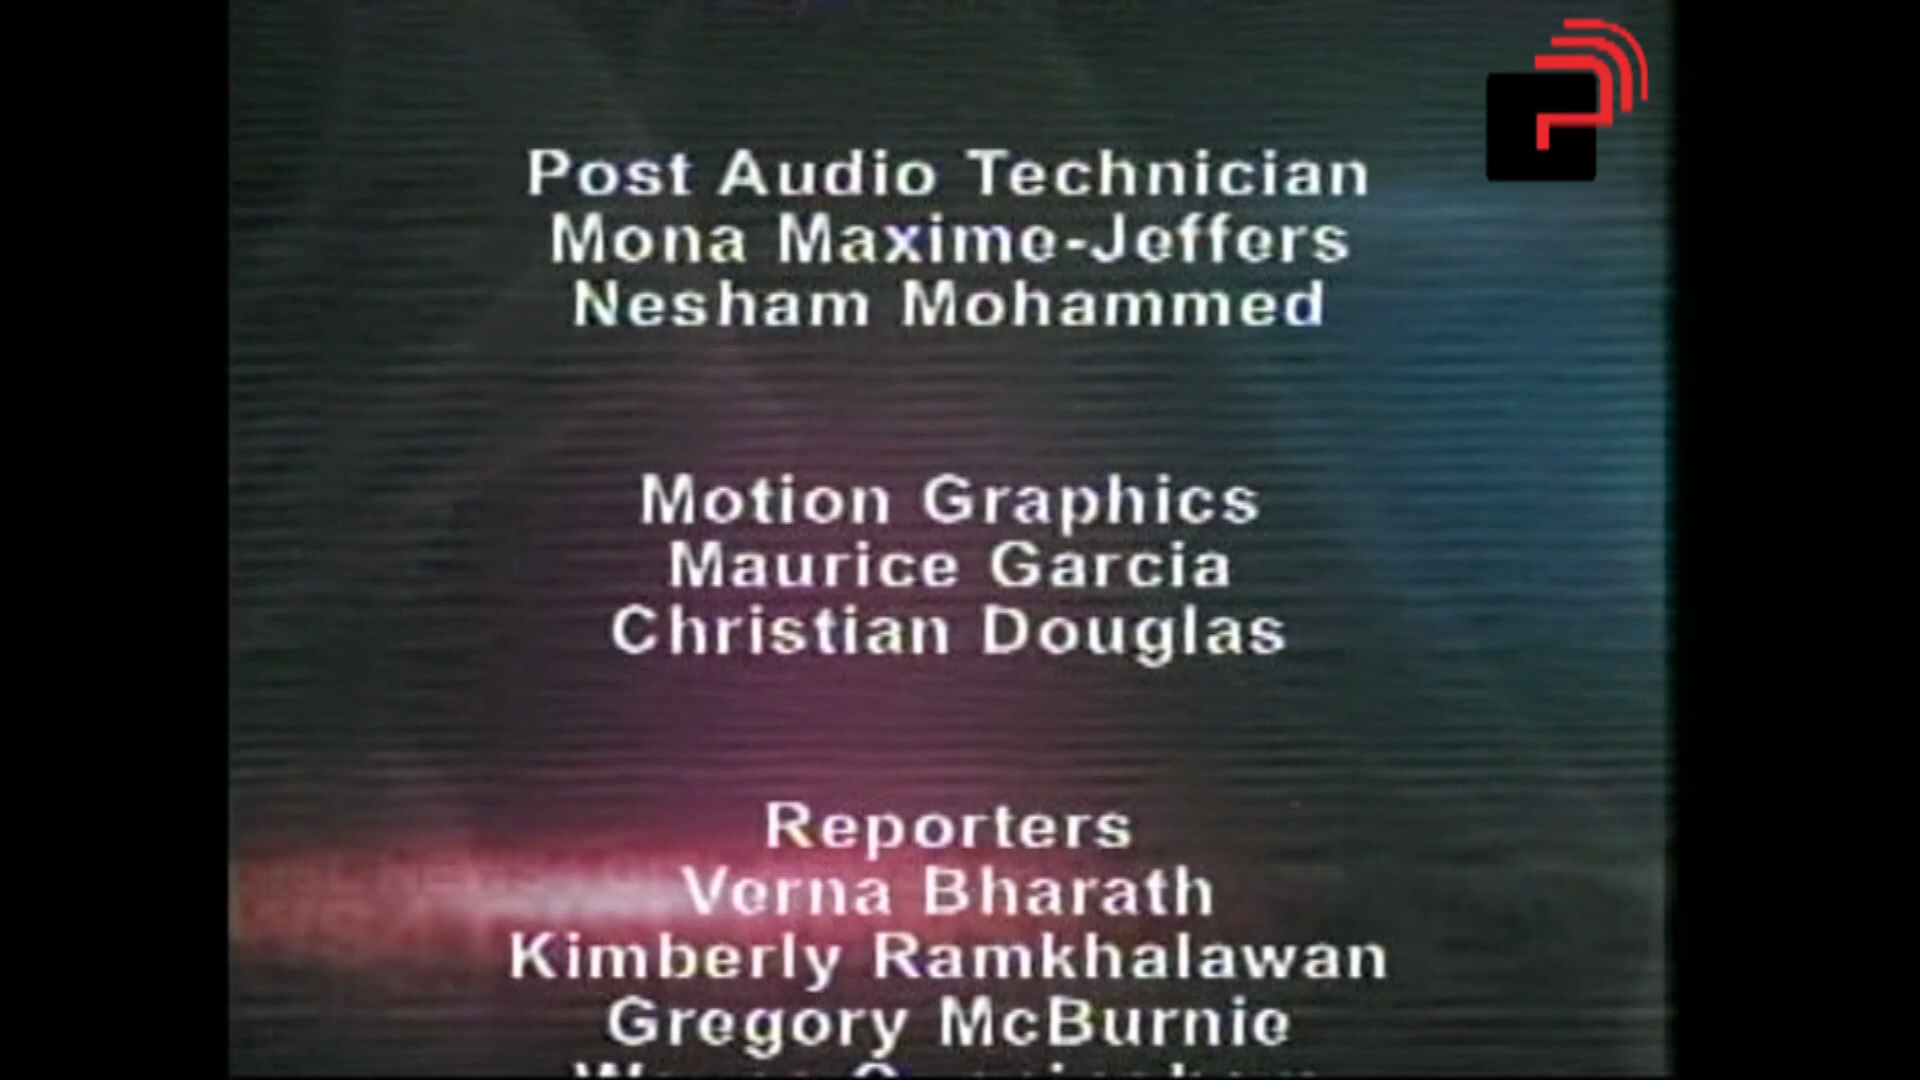 Post Audio Technician
Mona Maxime-Jeffers
Nesham Mohammed
Motion Graphics
Maurice Garcia
Christian Douglas
Reporters
Verna Bharath
Kimberly Ramkhalawan
Gregory McBurnie